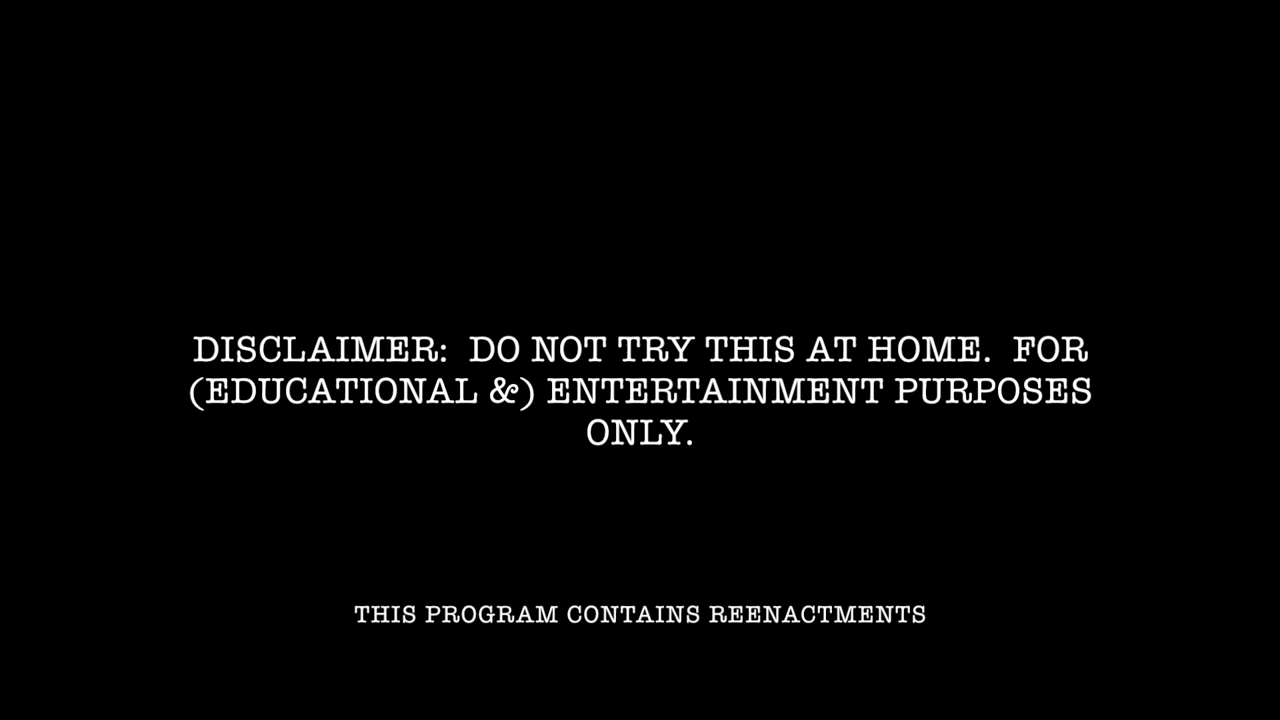 DISCLAIMER:  DO NOT TRY THIS AT HOME.  FOR
(EDUCATIONAL &) ENTERTAINMENT PURPOSES
ONLY.
THIS PROGRAM CONTAINS REENACTMENTS